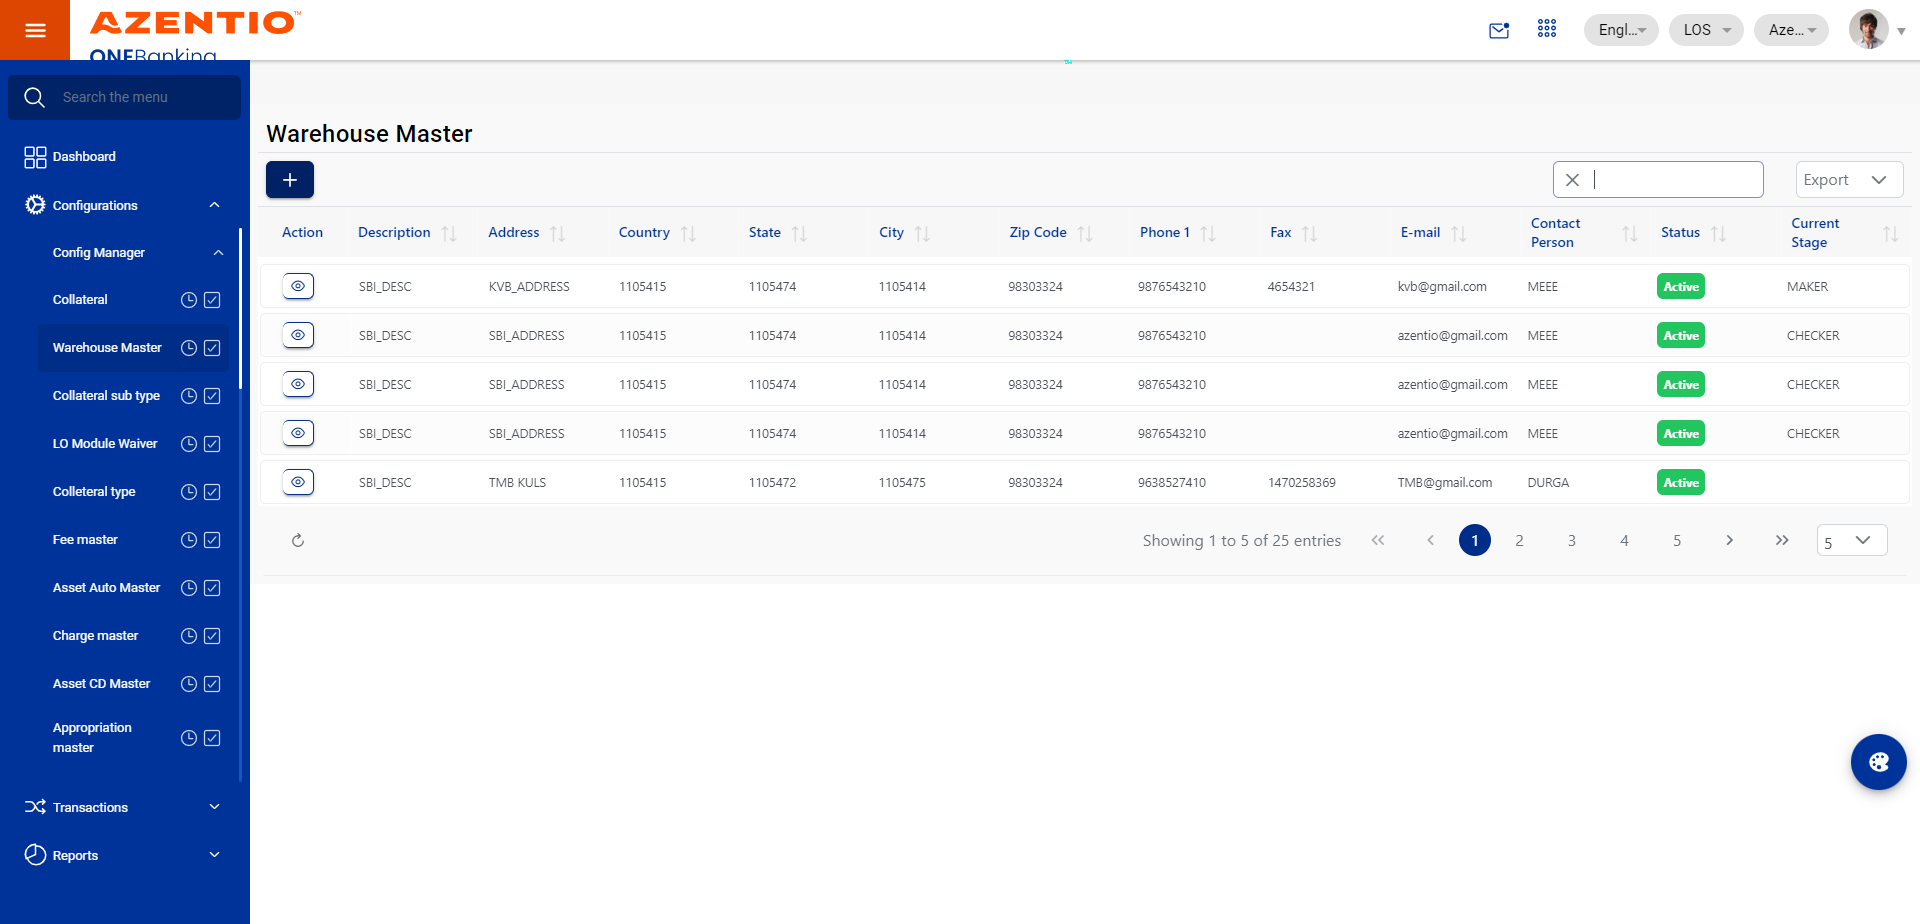 AZENTIO™
ONEBanking
Engl...
LOS
Aze...
Search the menu
Dashboard
Configurations
Config Manager
Collateral
Warehouse Master
Collateral sub type
LO Module Waiver
Colleteral type
Fee master
Asset Auto Master
Charge master
Asset CD Master
Appropriation
master
Transactions
Reports
TM
Warehouse Master
+
Export
Action Description Address Country State City Zip Code Phone 1 Fax E-mail Contact Person Status Current Stage
SBI_DESC KVB_ADDRESS 1105415 1105474 1105414 98303324 9876543210 4654321 kvb@gmail.com MEEE Active MAKER
SBI_DESC SBI_ADDRESS 1105415 1105474 1105414 98303324 9876543210 azentio@gmail.com MEEE Active CHECKER
SBI_DESC SBI_ADDRESS 1105415 1105474 1105414 98303324 9876543210 azentio@gmail.com MEEE Active CHECKER
SBI_DESC SBI_ADDRESS 1105415 1105474 1105414 98303324 9876543210 azentio@gmail.com MEEE Active CHECKER
SBI_DESC TMB KULS 1105415 1105472 1105475 98303324 9638527410 1470258369 TMB@gmail.com DURGA Active
Showing 1 to 5 of 25 entries « ‹ 1 2 3 4 5 › » 5